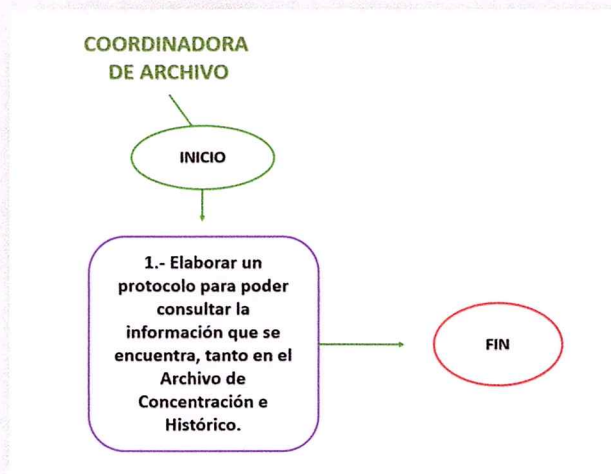 COORDINADORA
DE ARCHIVO
INICIO
1.- Elaborar un
protocolo para poder
consultar la
información que se
encuentra, tanto en el
Archivo de
Concentración e
Histórico.
FIN